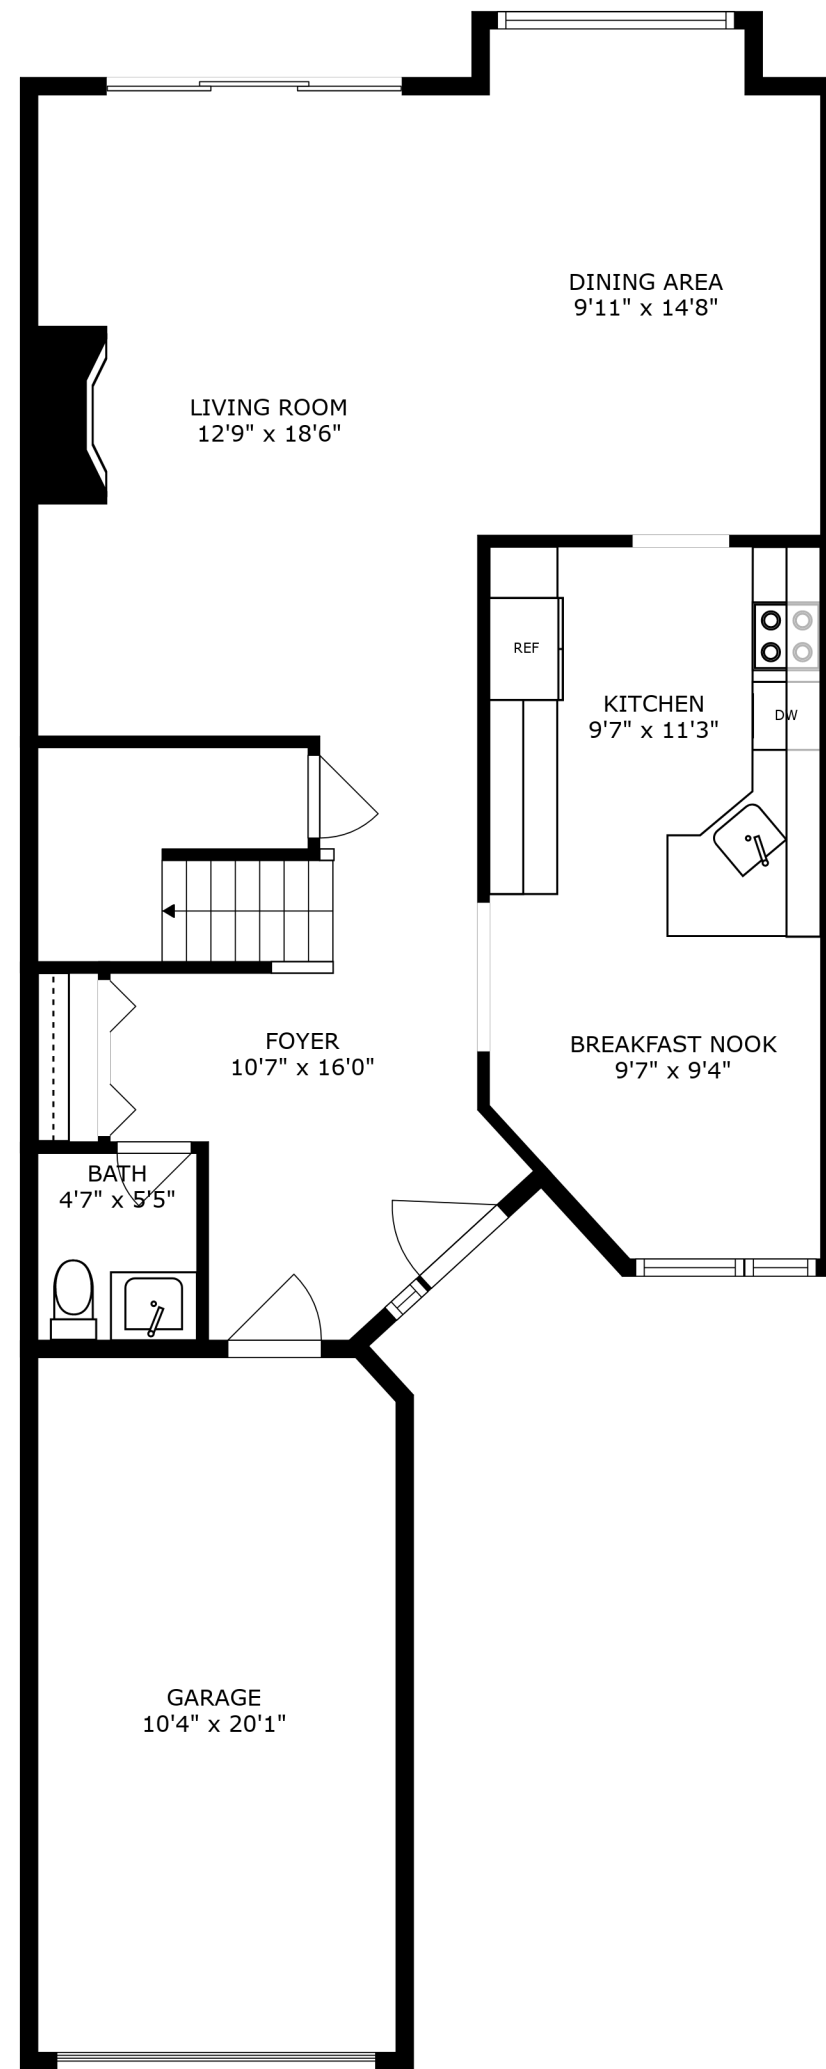 DINING AREA
9'11" x 14'8"
LIVING ROOM
12'9" x 18'6"
REF
KITCHEN
9'7" x 11'3"
DW
FOYER
10'7" x 16'0"
BREAKFAST NOOK
9'7" x 9'4"
BATH
4'7" x 5'5"
GARAGE
10'4" x 20'1"